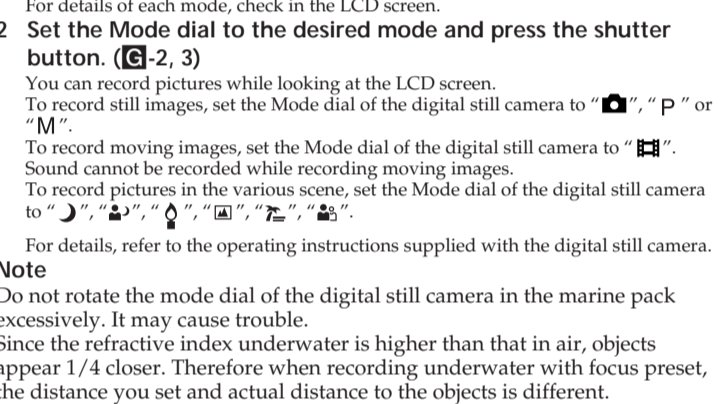 For details of each mode, check in the LCD screen.
2 Set the Mode dial to the desired mode and press the shutter
button. (G-2, 3)
You can record pictures while looking at the LCD screen.
To record still images, set the Mode dial of the digital still camera to “ ”, “ P ” or
“M”.
To record moving images, set the Mode dial of the digital still camera to “ ”.
Sound cannot be recorded while recording moving images.
To record pictures in the various scene, set the Mode dial of the digital still camera
to “ ”, “ ”, “ ”, “ ”, “ ”, “ ”.
For details, refer to the operating instructions supplied with the digital still camera.
Note
Do not rotate the mode dial of the digital still camera in the marine pack
excessively. It may cause trouble.
Since the refractive index underwater is higher than that in air, objects
appear 1/4 closer. Therefore when recording underwater with focus preset,
the distance you set and actual distance to the objects is different.